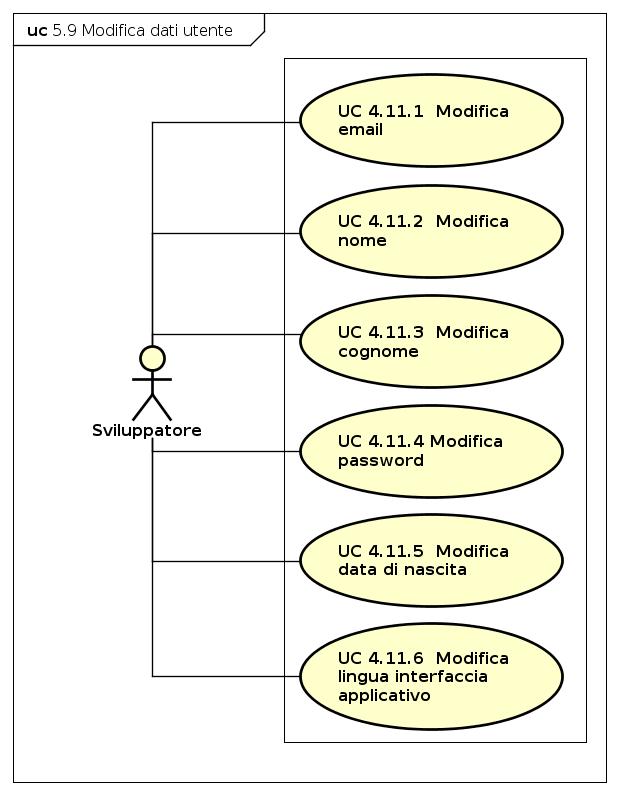 uc 5.9 Modifica dati utente
UC 4.11.1  Modifica
email
UC 4.11.2  Modifica
nome
UC 4.11.3  Modifica
cognome
Sviluppatore
UC 4.11.4 Modifica
password
UC 4.11.5  Modifica
data di nascita
UC 4.11.6  Modifica
lingua interfaccia
applicativo